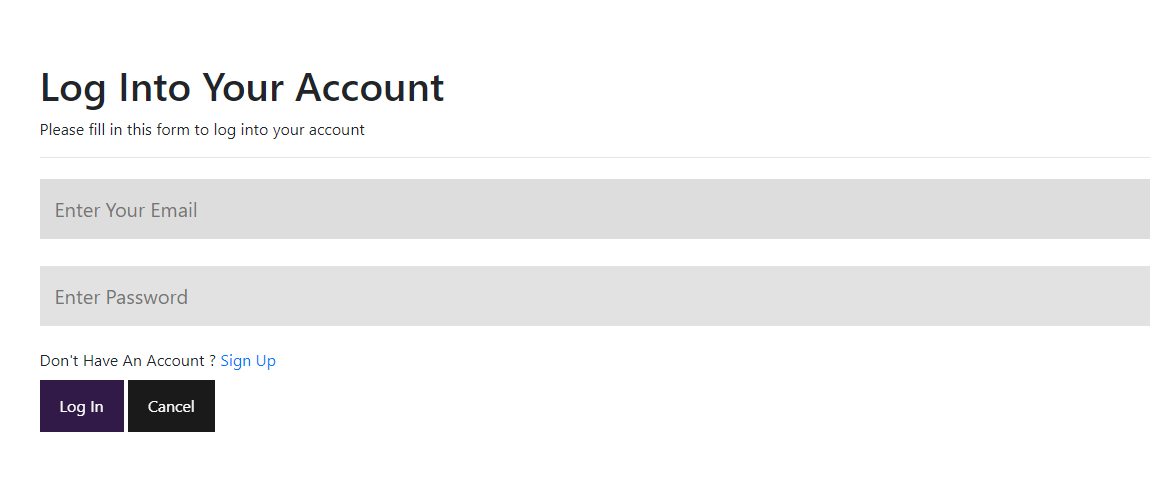 Log Into Your Account
Please fill in this form to log into your account
Enter Your Email
Enter Password
Don't Have An Account ? Sign Up
Log In Cancel